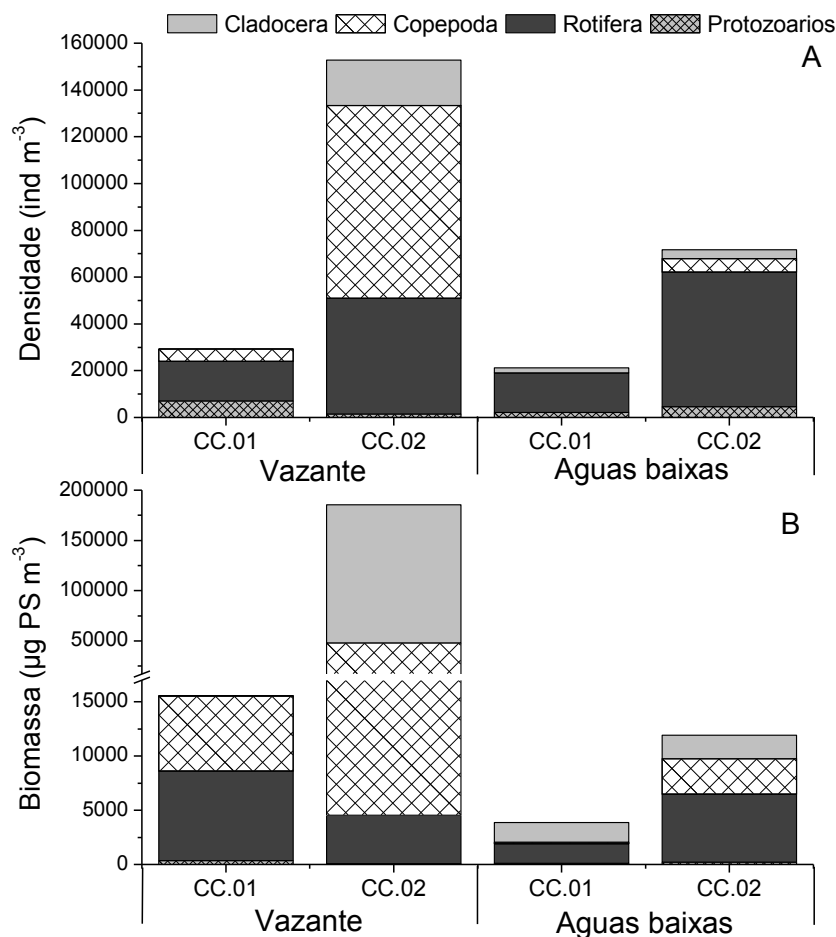 Cladocera Copepoda Rotifera Protozoarios
A
160000
140000
120000
100000
80000
60000
40000
20000
0
Densidade (ind m⁻³)
CC.01 CC.02 CC.01 CC.02
Vazante Aguas baixas
B
200000
150000
100000
50000
15000
10000
5000
0
Biomassa (µg PS m⁻³)
CC.01 CC.02 CC.01 CC.02
Vazante Aguas baixas